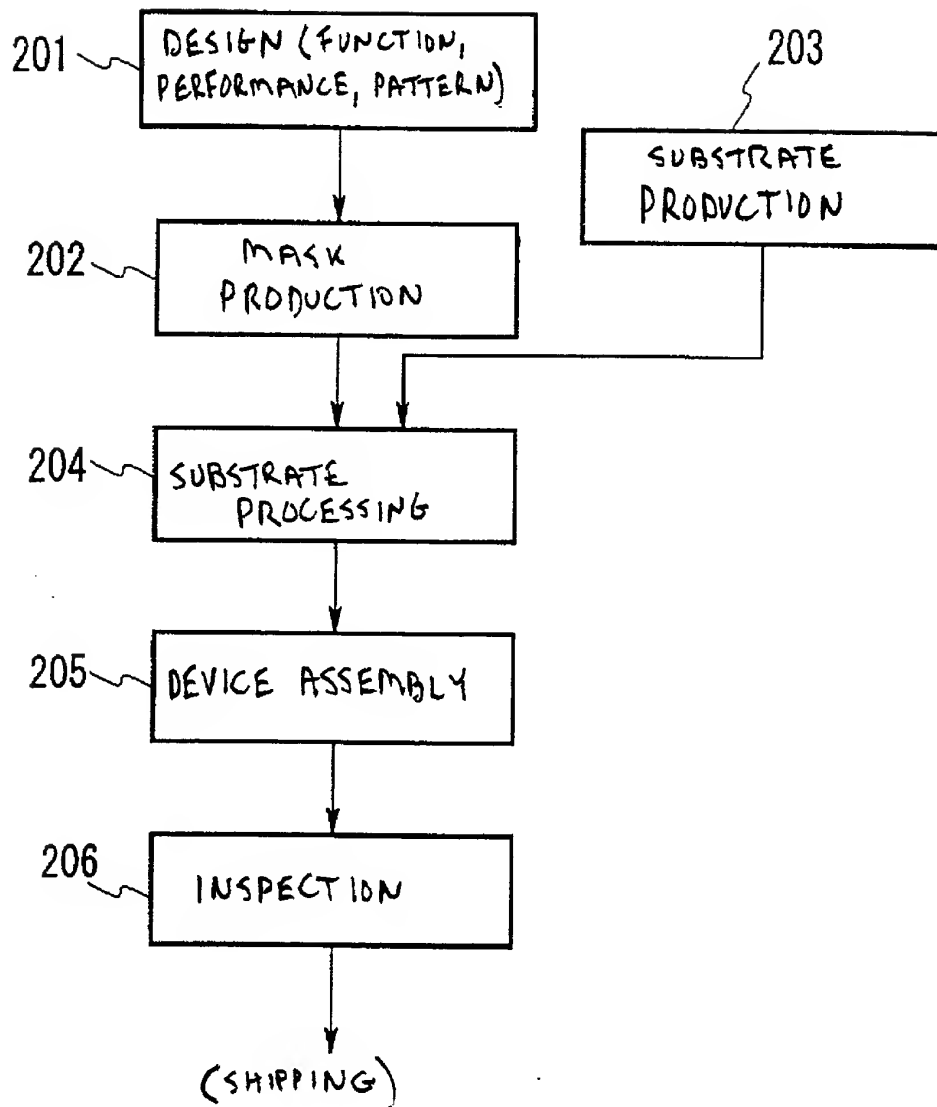 201
DESIGN (FUNCTION,
PERFORMANCE, PATTERN)
203
SUBSTRATE
PRODUCTION
202
MASK
PRODUCTION
204
SUBSTRATE
PROCESSING
205
DEVICE ASSEMBLY
206
INSPECTION
(SHIPPING)